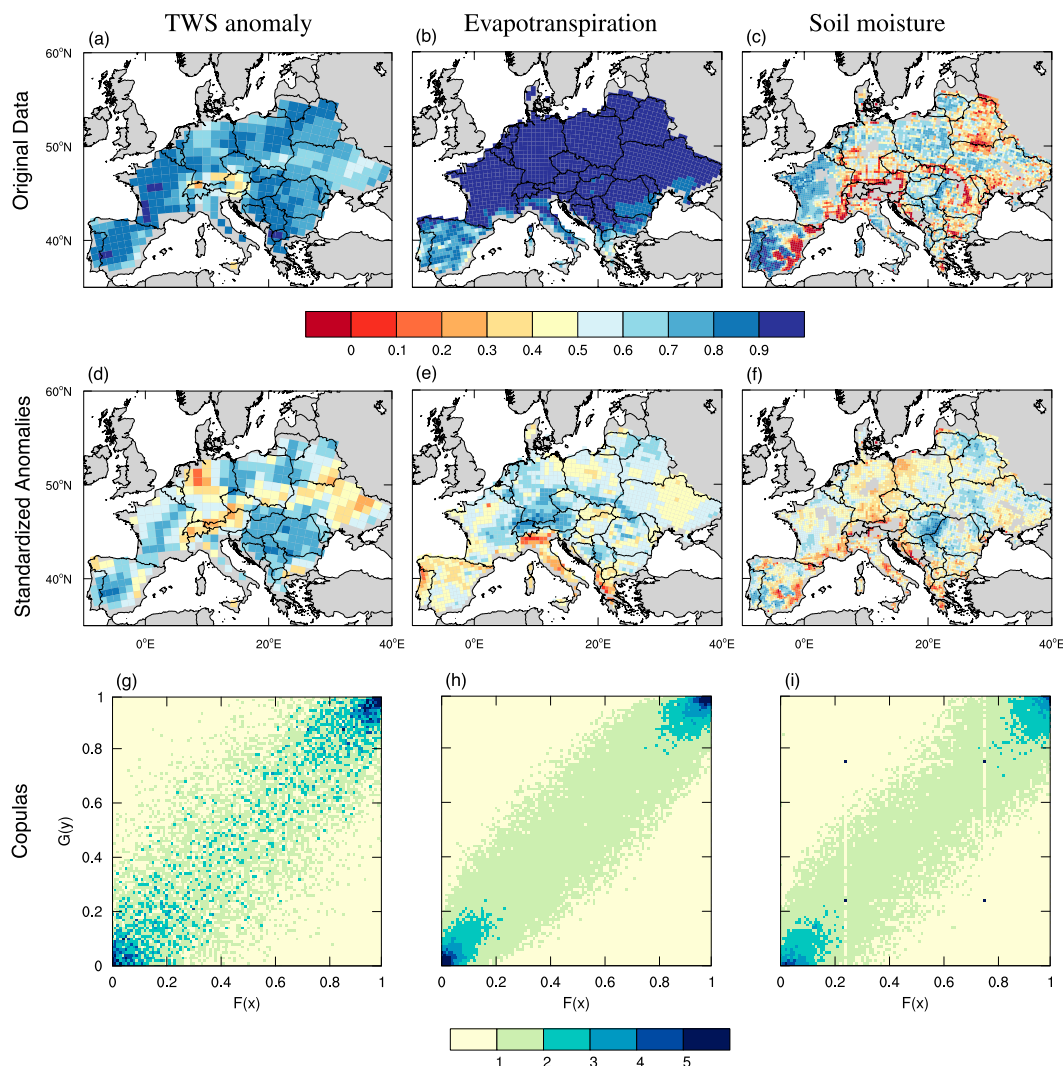 TWS anomaly Evapotranspiration Soil moisture
(a) (b) (c)
60°N
50°N
40°N
Original Data
0 0.1 0.2 0.3 0.4 0.5 0.6 0.7 0.8 0.9
(d) (e) (f)
60°N
50°N
40°N
Standardized Anomalies
0°E 20°E 40°E 0°E 20°E 40°E 0°E 20°E 40°E
(g) (h) (i)
1
0.8
0.6
0.4
0.2
0
G(y)
Copulas
0 0.2 0.4 0.6 0.8 1 0 0.2 0.4 0.6 0.8 1 0 0.2 0.4 0.6 0.8 1
F(x) F(x) F(x)
1 2 3 4 5